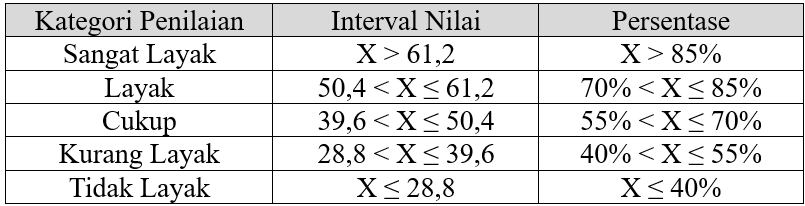 Kategori Penilaian Interval Nilai Persentase
Sangat Layak X > 61,2 X > 85%
Layak 50,4 < X ≤ 61,2 70% < X ≤ 85%
Cukup 39,6 < X ≤ 50,4 55% < X ≤ 70%
Kurang Layak 28,8 < X ≤ 39,6 40% < X ≤ 55%
Tidak Layak X ≤ 28,8 X ≤ 40%